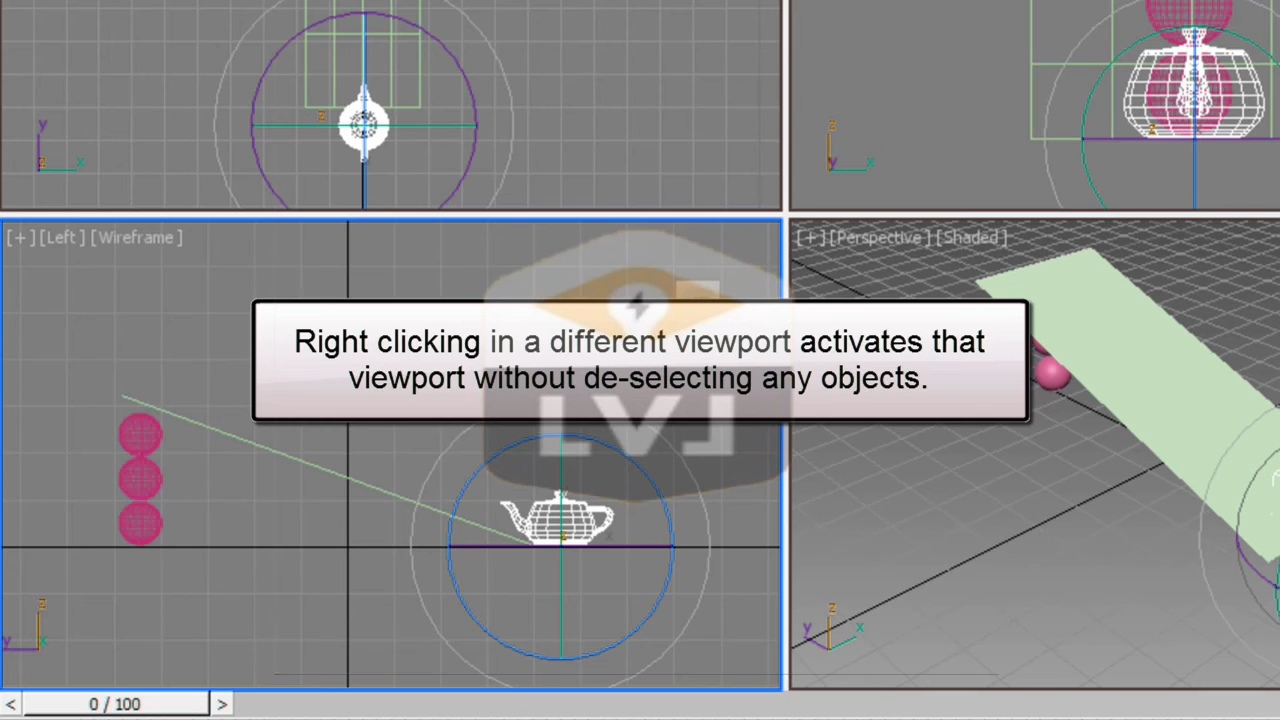 y
z
x
z
z
y
x
z
[+] [Left] [Wireframe]
[+] [Perspective] [Shaded]
Right clicking in a different viewport activates that
viewport without de-selecting any objects.
LVL
z
y
x
z
y
x
< 0 / 100 >